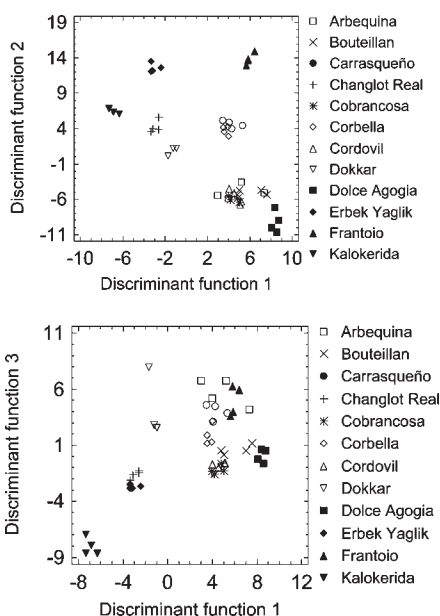 19
14
9
4
-1
-6
-11
Discriminant function 2
-10 -6 -2 2 6 10
Discriminant function 1
Arbequina
Bouteillan
Carrasqueño
Changlot Real
Cobrancosa
Corbella
Cordovil
Dokkar
Dolce Agogia
Erbek Yaglik
Frantoio
Kalokerida
11
6
1
-4
-9
Discriminant function 3
-8 -4 0 4 8 12
Discriminant function 1
Arbequina
Bouteillan
Carrasqueño
Changlot Real
Cobrancosa
Corbella
Cordovil
Dokkar
Dolce Agogia
Erbek Yaglik
Frantoio
Kalokerida